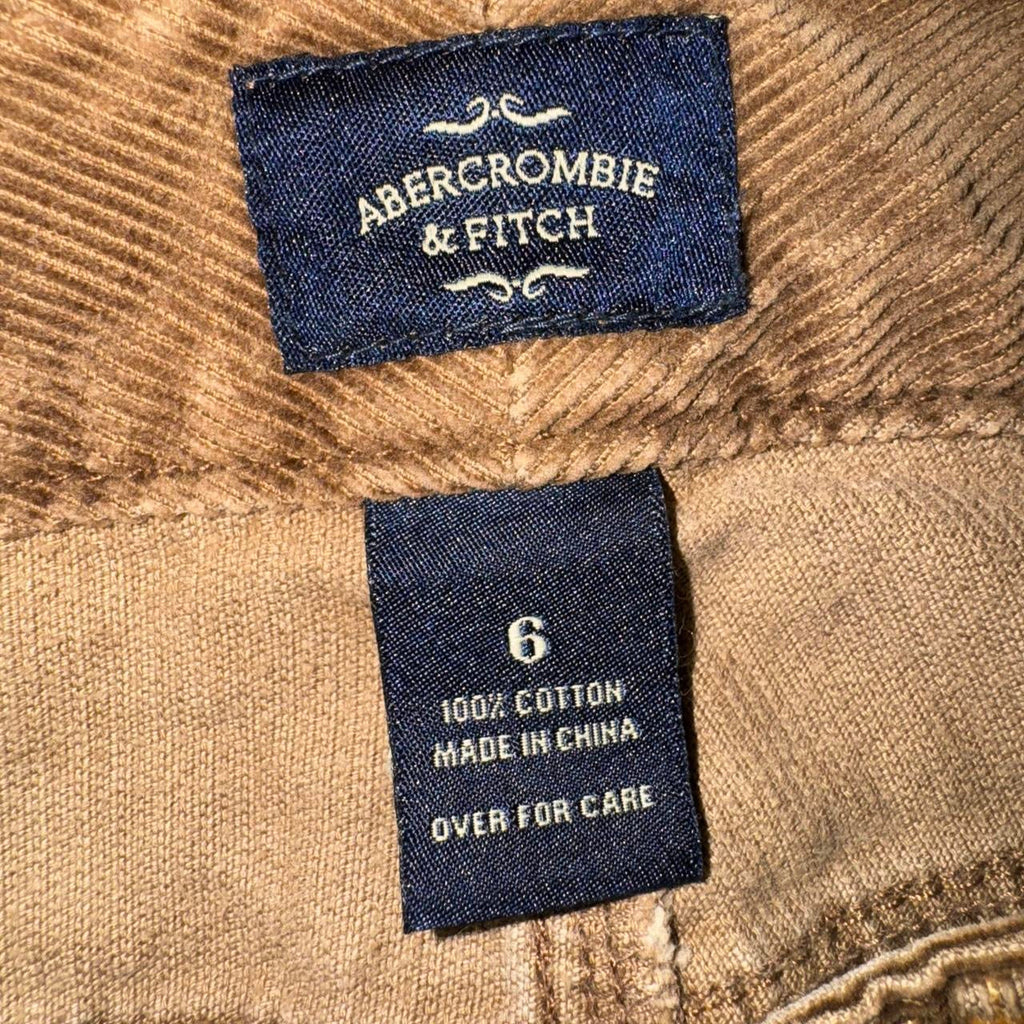 ABERCROMBIE
& FITCH
6
100% COTTON
MADE IN CHINA
OVER FOR CARE